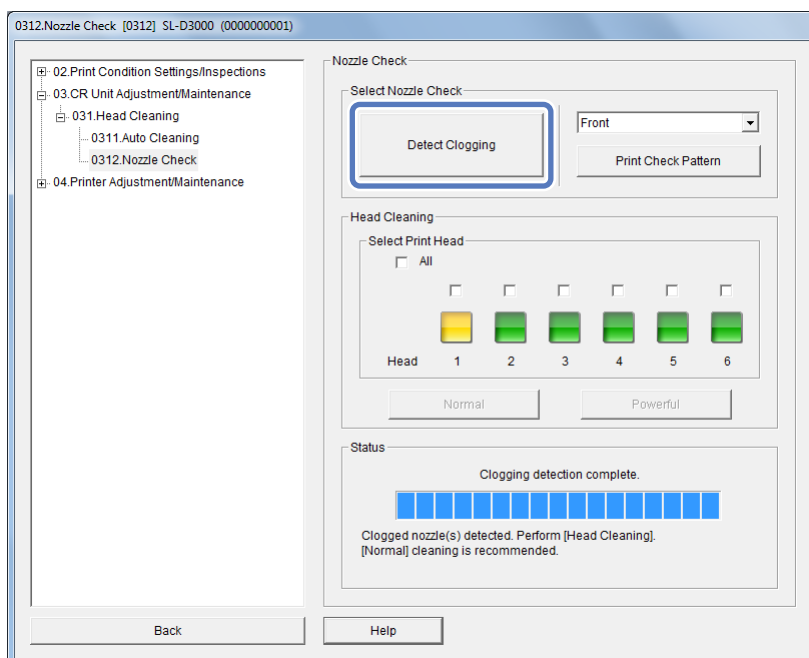 0312.Nozzle Check [0312] SL-D3000 (0000000001)
02.Print Condition Settings/Inspections
03.CR Unit Adjustment/Maintenance
031.Head Cleaning
0311.Auto Cleaning
0312.Nozzle Check
04.Printer Adjustment/Maintenance
Back
Nozzle Check
Select Nozzle Check
Detect Clogging
Front
Print Check Pattern
Head Cleaning
Select Print Head
All
Head 1 2 3 4 5 6
Normal Powerful
Status
Clogging detection complete.
Clogged nozzle(s) detected. Perform [Head Cleaning].
[Normal] cleaning is recommended.
Help